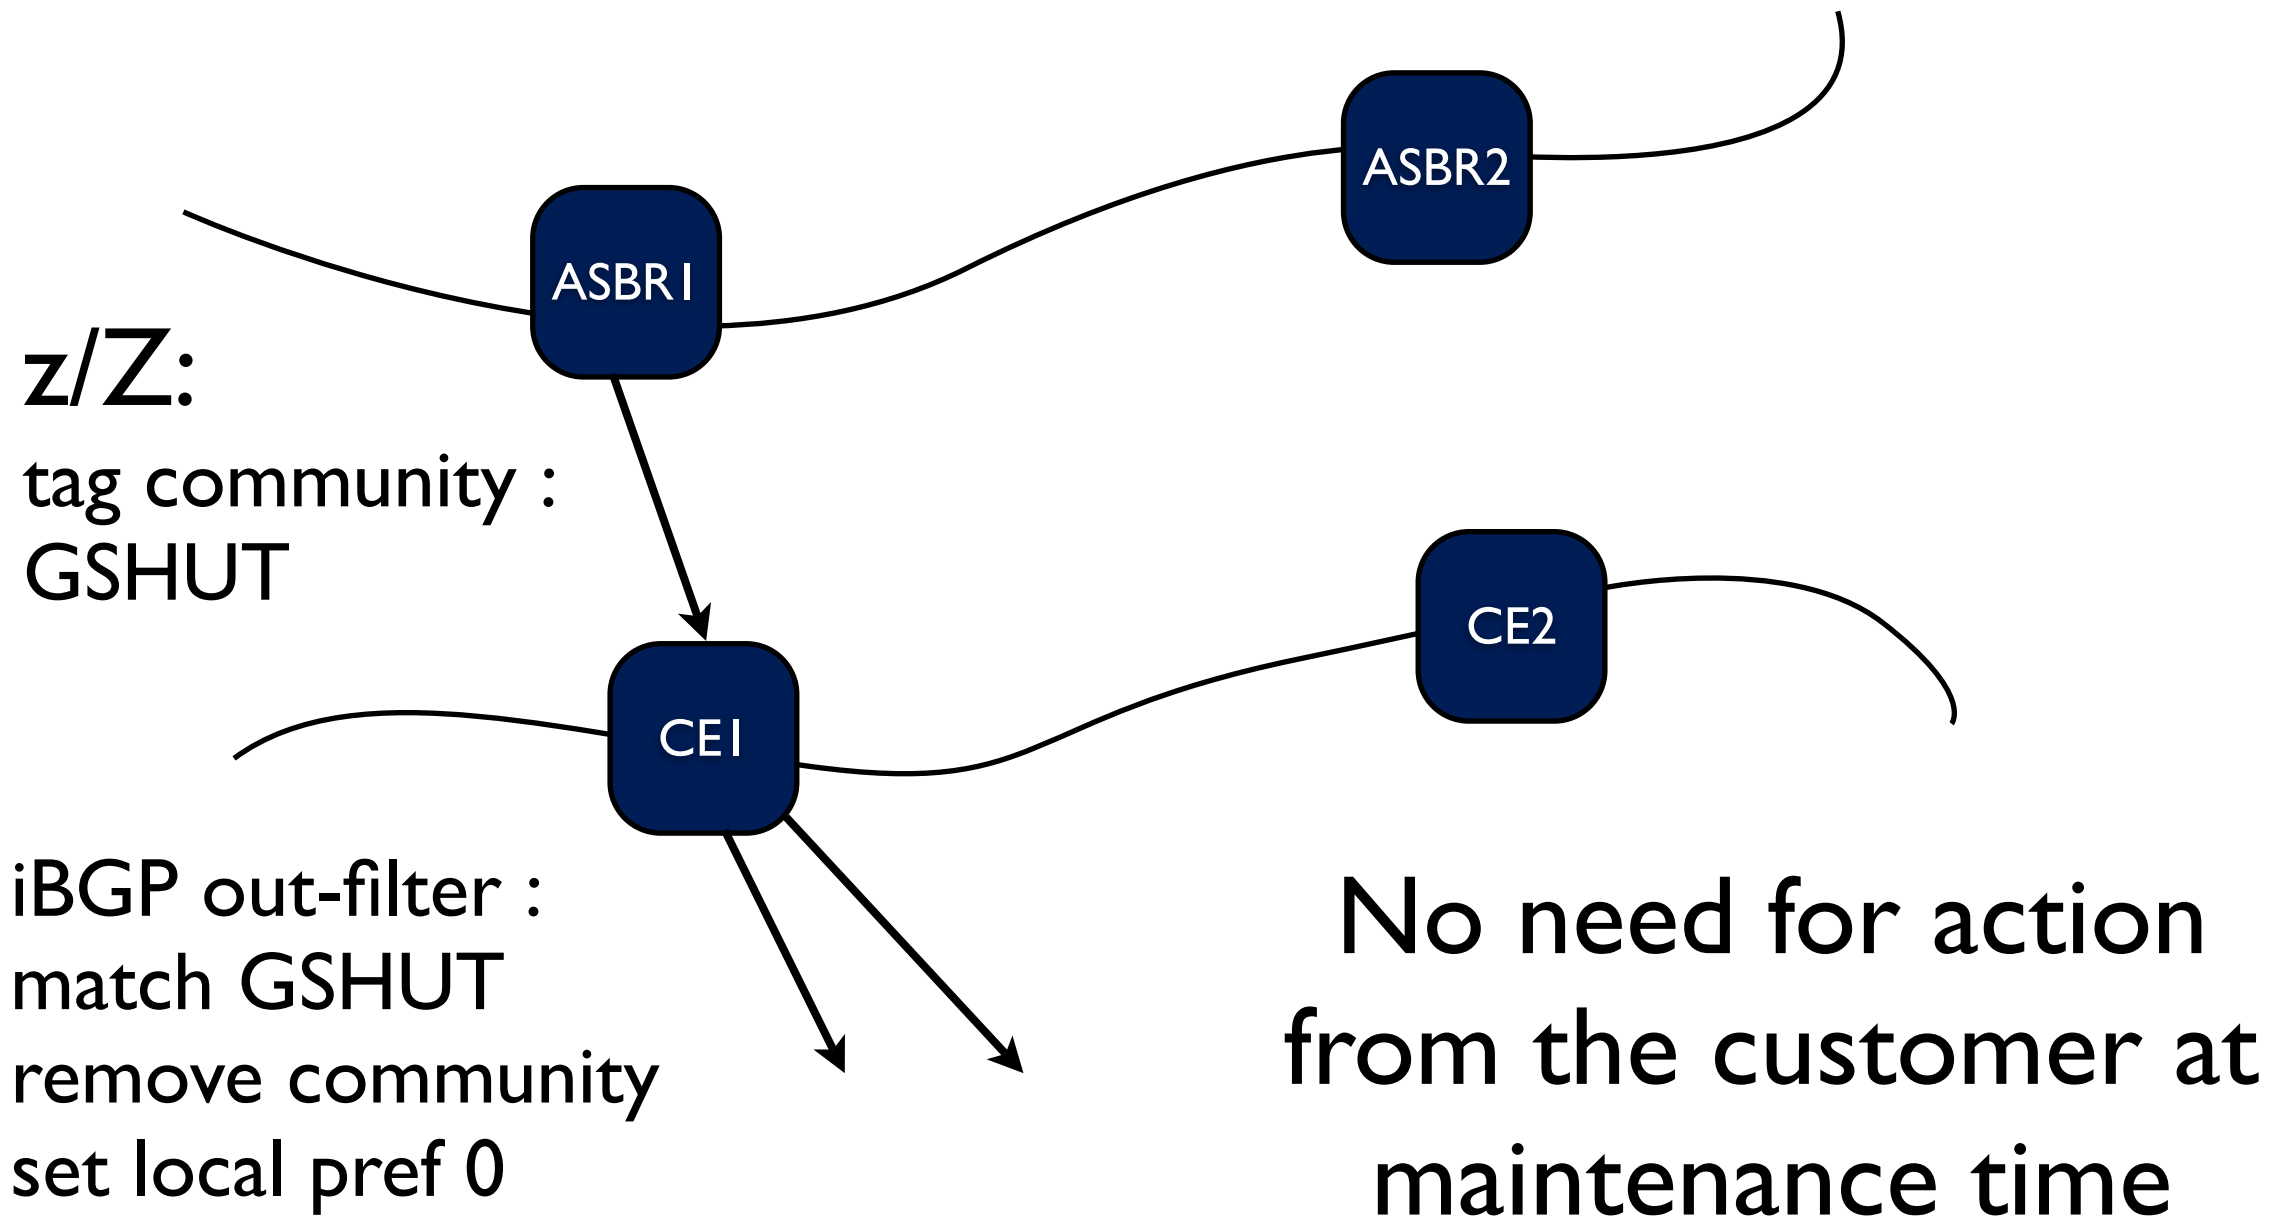 ASBR2
ASBR1
z/Z:
tag community :
GSHUT
CE2
CE1
iBGP out-filter :
match GSHUT
remove community
set local pref 0
No need for action
from the customer at
maintenance time